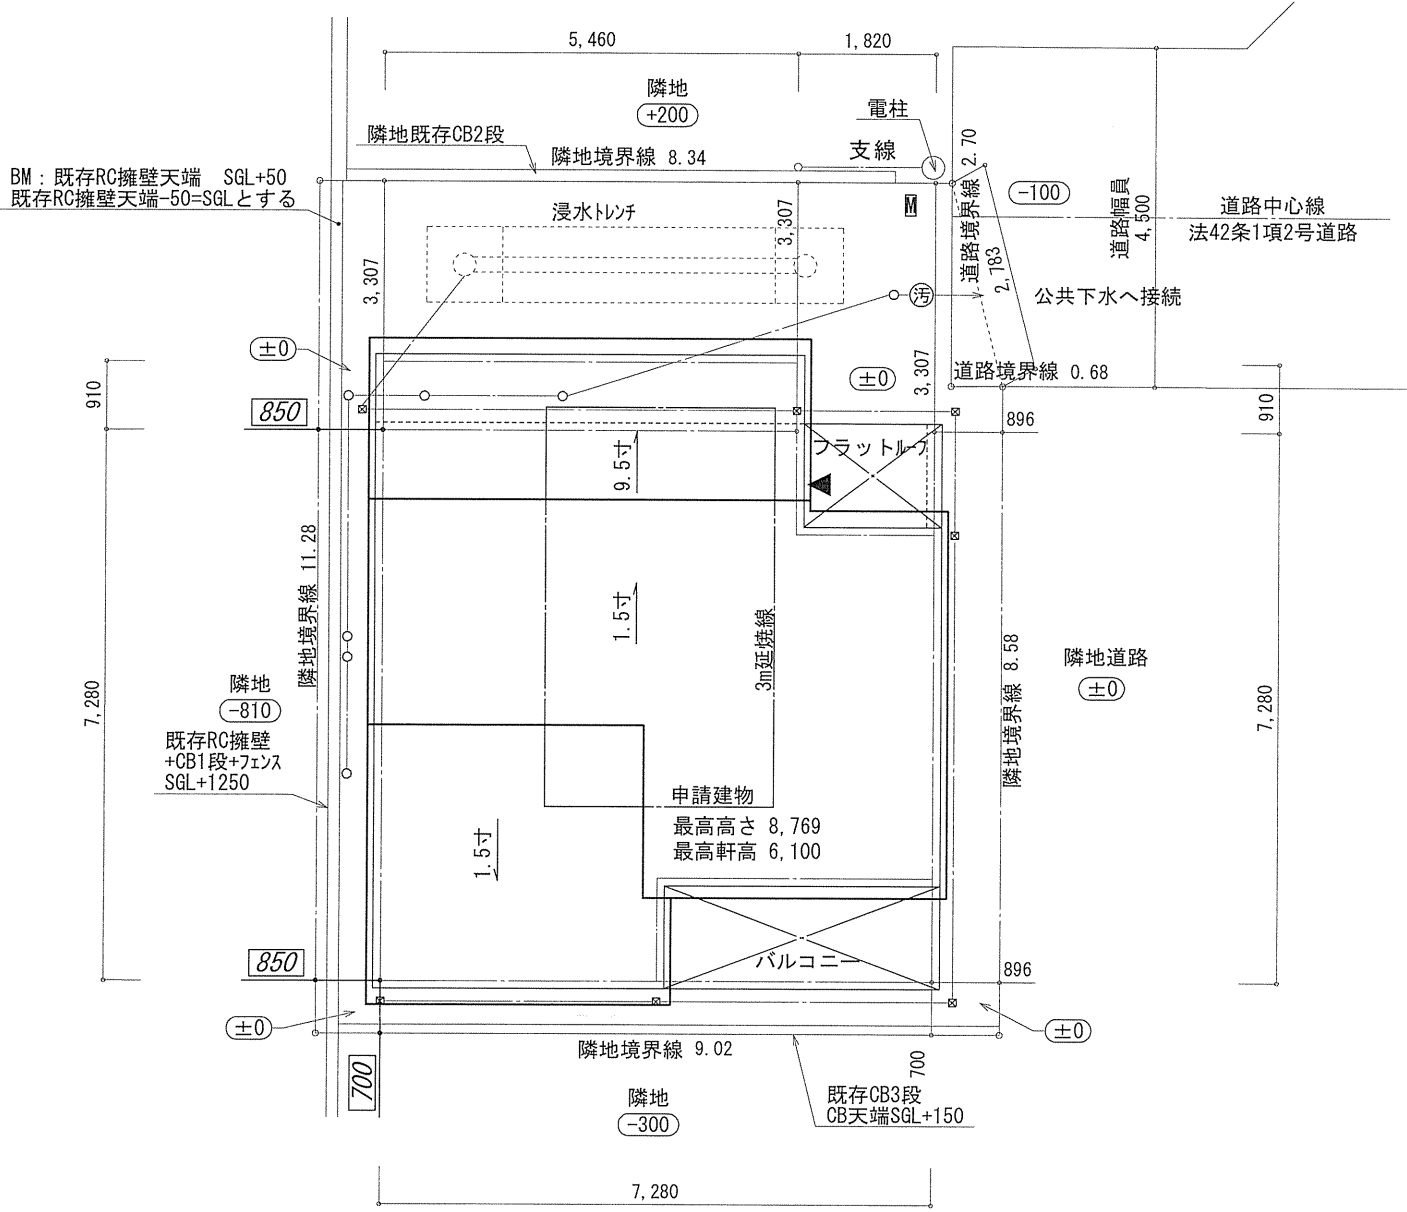 5,460
1,820
隣地
+200
電柱
隣地既存CB2段
隣地境界線 8.34
支線
BM：既存RC擁壁天端　SGL+50
既存RC擁壁天端-50=SGLとする
浸水ﾄﾚﾝﾁ
M
3,307
3,307
道路境界線 2.70
-100
2,783
道路幅員
4,500
道路中心線
法42条1項2号道路
汚
公共下水へ接続
±0
±0
3,307
道路境界線 0.68
910
850
896
910
フラットﾙｰﾌ
9.5寸
隣地境界線 11.28
1.5寸
3m延焼線
隣地境界線 8.58
隣地道路
±0
隣地
-810
7,280
7,280
既存RC擁壁
+CB1段+ﾌｪﾝｽ
SGL+1250
申請建物
最高高さ 8,769
最高軒高 6,100
1.5寸
850
バルコニー
896
±0
±0
隣地境界線 9.02
700
700
隣地
-300
既存CB3段
CB天端SGL+150
7,280